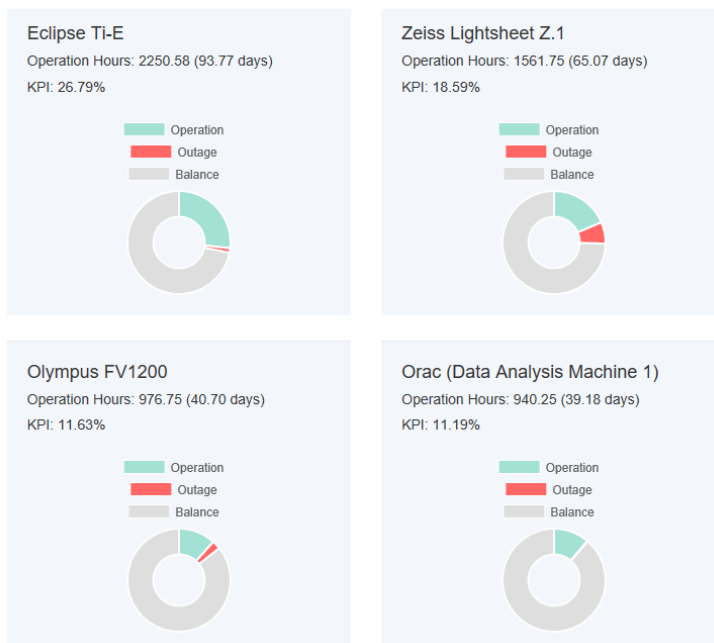 Eclipse Ti-E
Operation Hours: 2250.58 (93.77 days)
KPI: 26.79%
Operation
Outage
Balance
Zeiss Lightsheet Z.1
Operation Hours: 1561.75 (65.07 days)
KPI: 18.59%
Operation
Outage
Balance
Olympus FV1200
Operation Hours: 976.75 (40.70 days)
KPI: 11.63%
Operation
Outage
Balance
Orac (Data Analysis Machine 1)
Operation Hours: 940.25 (39.18 days)
KPI: 11.19%
Operation
Outage
Balance